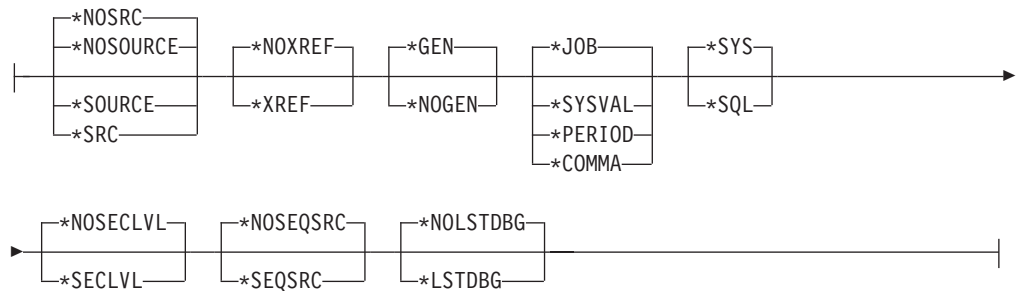 *NOSRC
*NOSOURCE
*SOURCE
*SRC
*NOXREF
*XREF
*GEN
*NOGEN
*JOB
*SYSVAL
*PERIOD
*COMMA
*SYS
*SQL
*NOSECLVL
*SECLVL
*NOSEQSRC
*SEQSRC
*NOLSTDBG
*LSTDBG